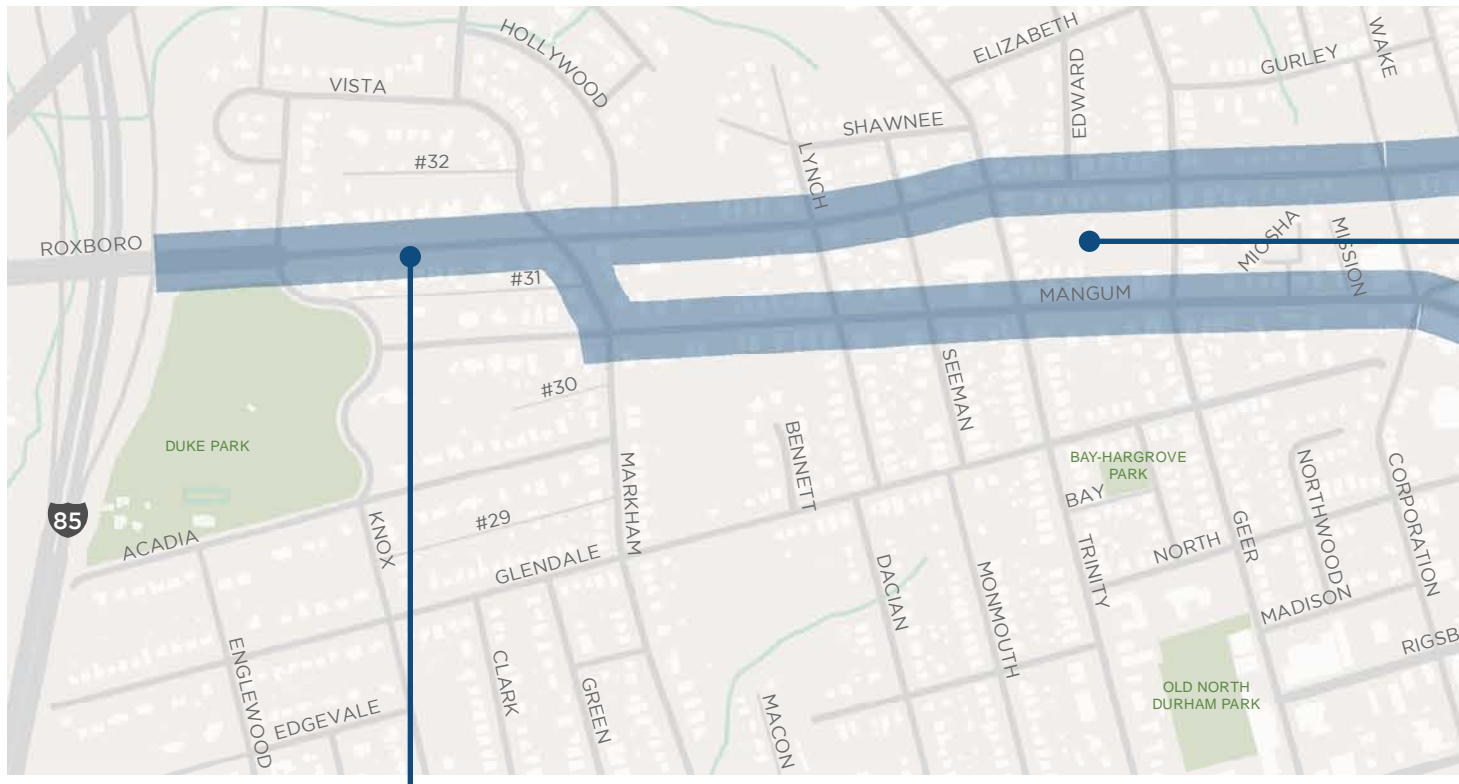 HOLLYWOOD
ELIZABETH
WAKE
VISTA
EDWARD
GURLEY
SHAWNEE
#32
LYNCH
ROXBORO
MISSION
#31
MANGUM
SEEMAN
#30
DUKE PARK
BENNETT
MARKHAM
BAY-HARGROVE
PARK
BAY
NORTHWOOD
CORPORATION
85
ACADIA
KNOX
#29
GLENDALE
GEER
NORTH
TRINITY
DACIAN
MONMOUTH
MADISON
RIGSB
ENGLEWOOD
EDGEVALE
CLARK
GREEN
MACON
OLD NORTH
DURHAM PARK